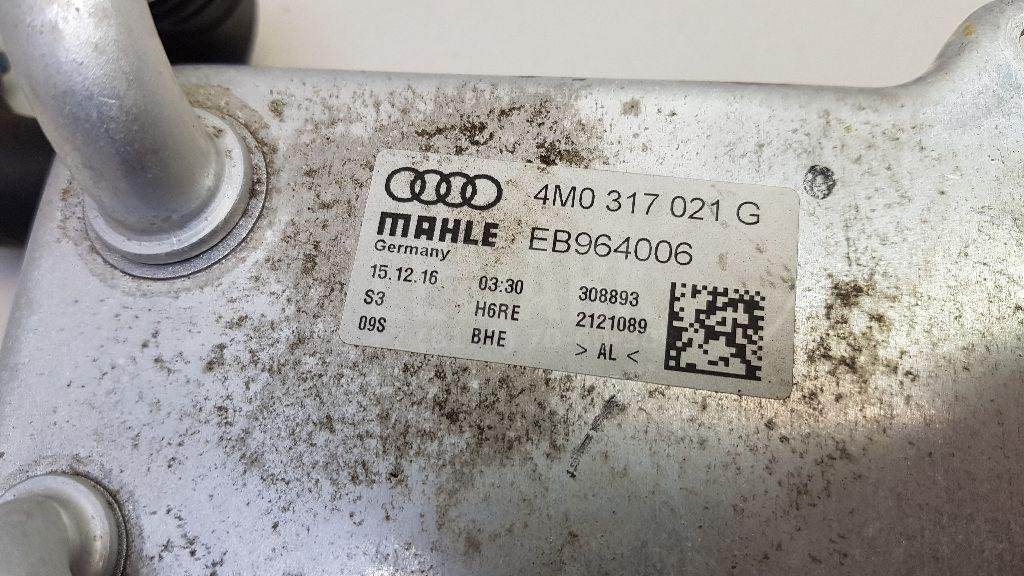 4M0 317 021 G
MAHLE EB964006
Germany
15.12.16 03:30 308893
S3 H6RE 2121089
09S BHE > AL <